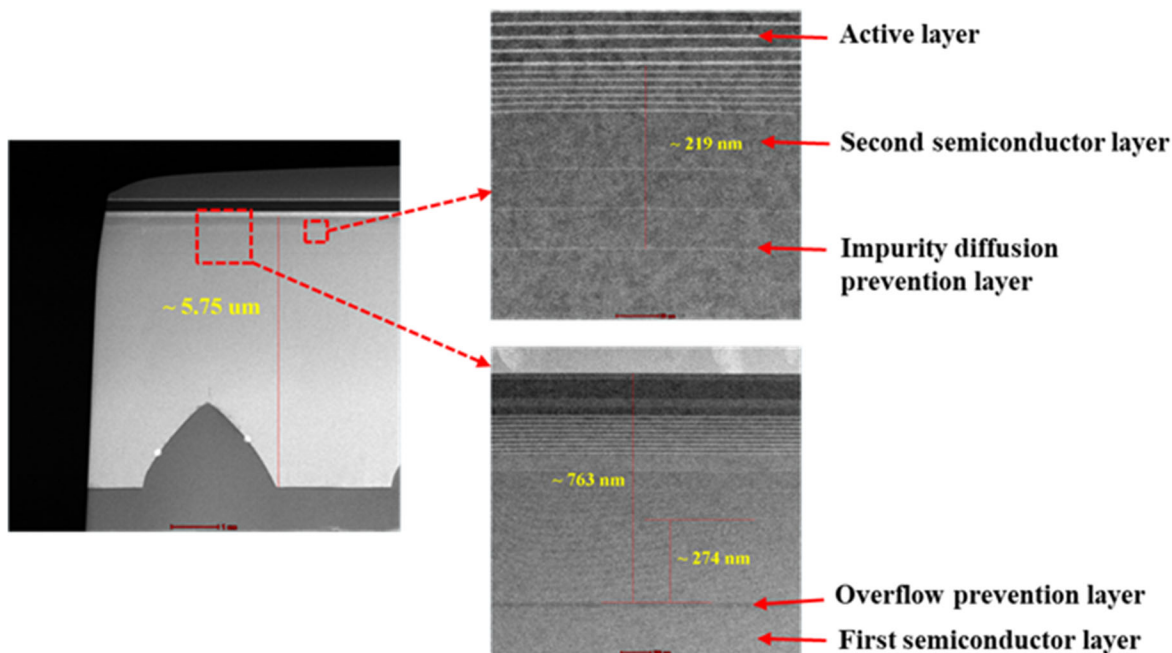 Active layer
Second semiconductor layer
~ 219 nm
Impurity diffusion
prevention layer
~ 5.75 um
~ 763 nm
~ 274 nm
Overflow prevention layer
First semiconductor layer